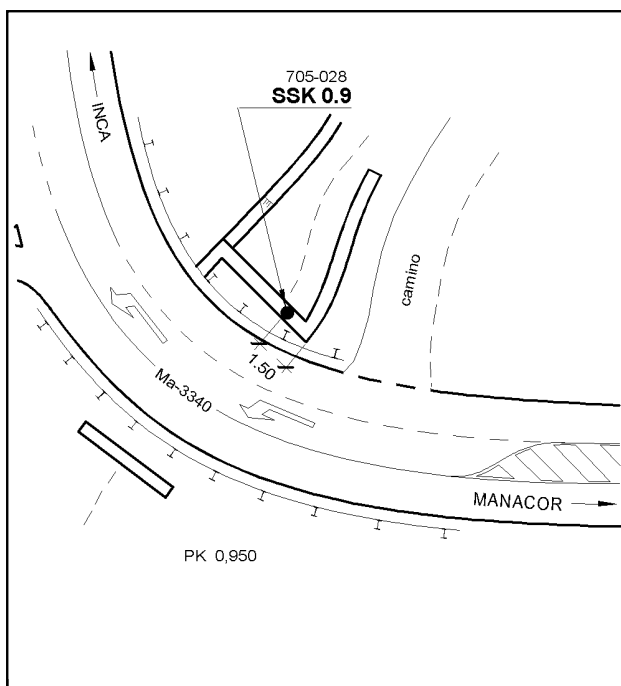 705-028
SSK 0.9
INCA
camino
1.50
Ma-3340
MANACOR
PK 0,950